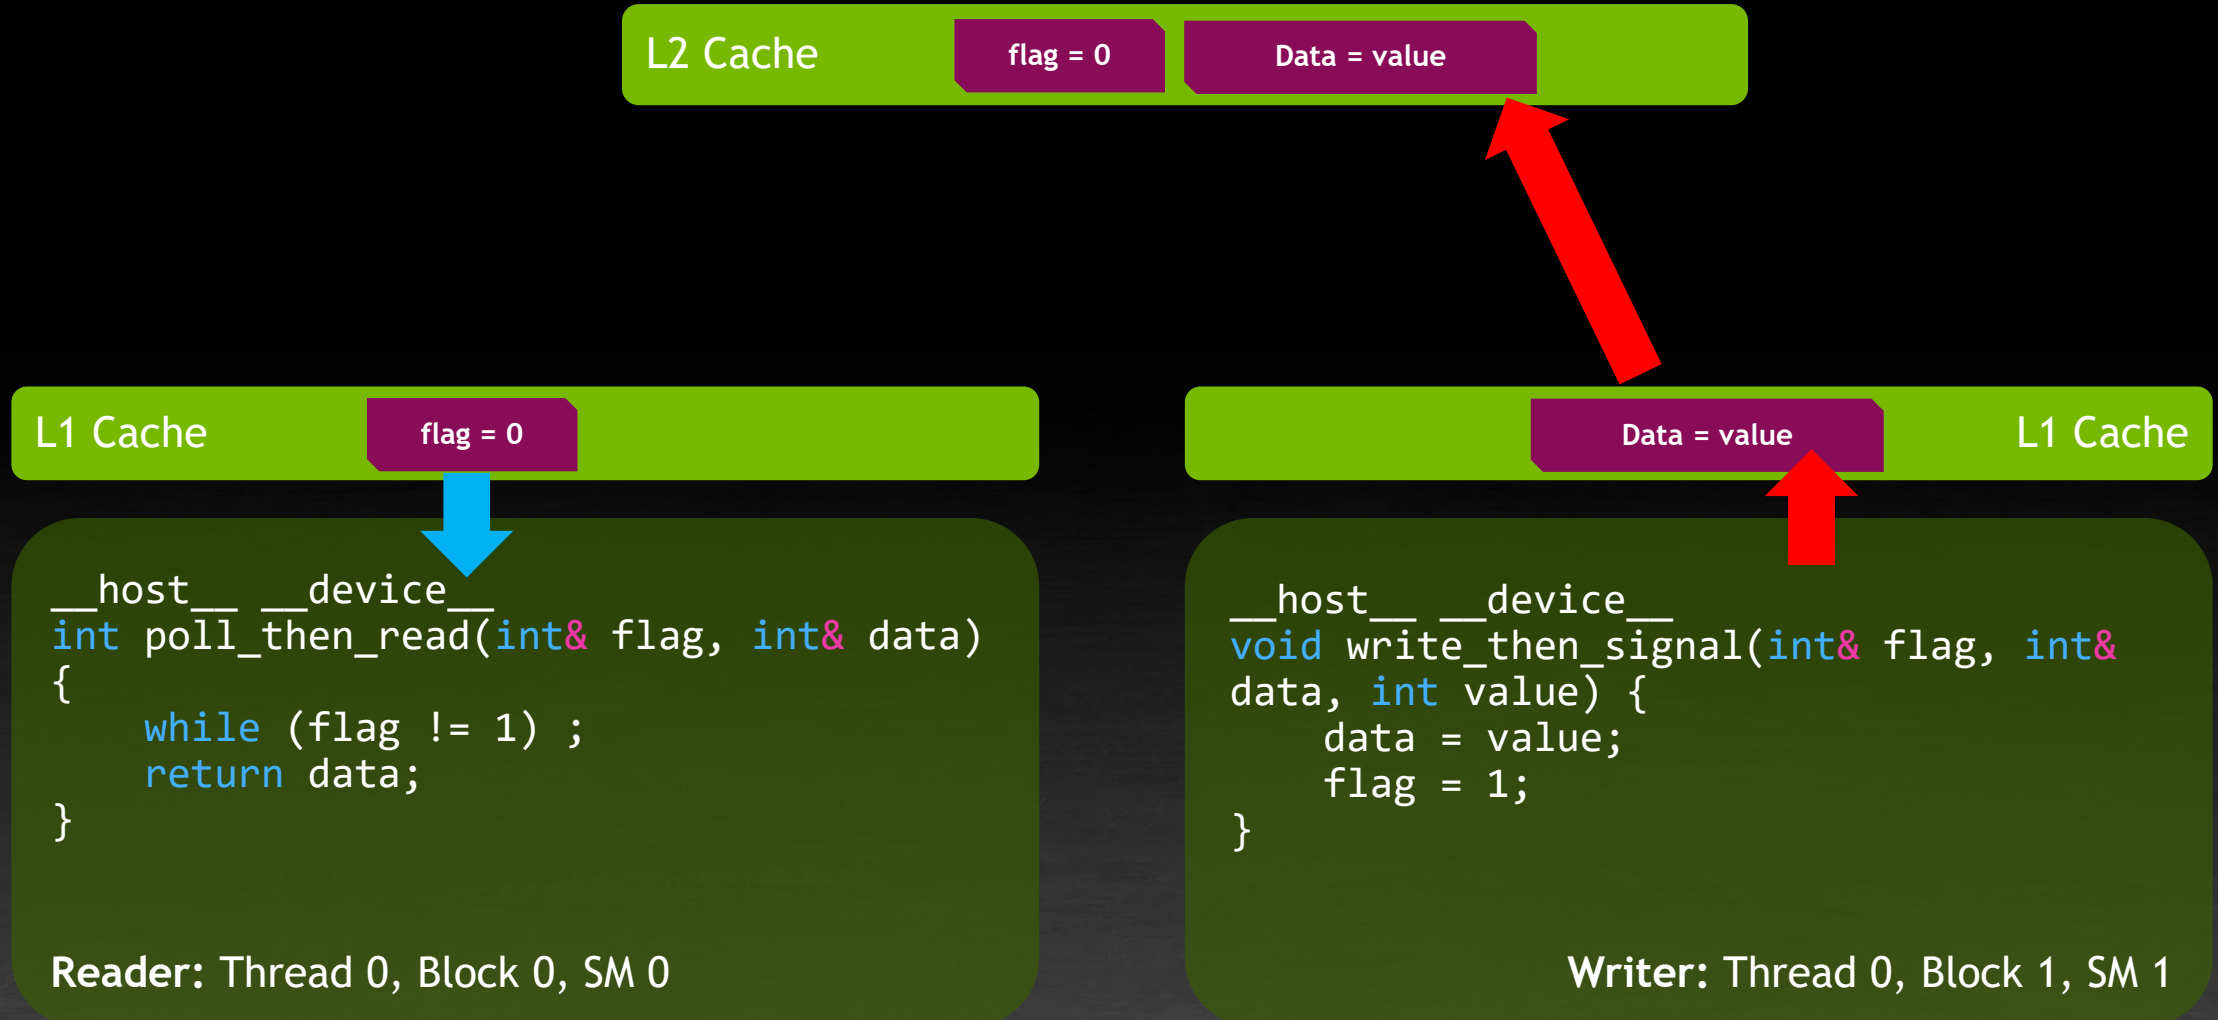 L2 Cache
flag = 0
Data = value
L1 Cache
flag = 0
Data = value
L1 Cache
__host__ __device__
int poll_then_read(int& flag, int& data)
{
    while (flag != 1) ;
    return data;
}
Reader: Thread 0, Block 0, SM 0
__host__ __device__
void write_then_signal(int& flag, int&
data, int value) {
    data = value;
    flag = 1;
}
Writer: Thread 0, Block 1, SM 1